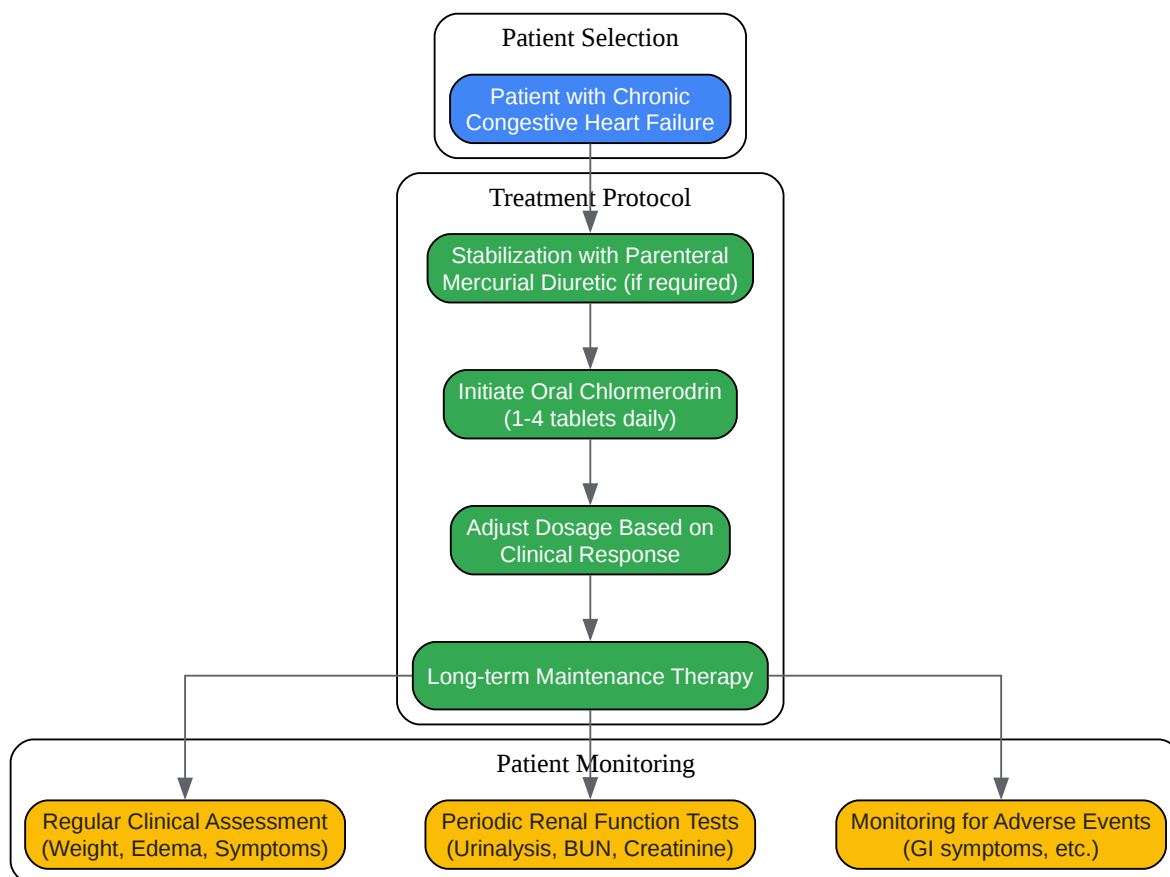 Patient Selection
Patient with Chronic
Congestive Heart Failure
Treatment Protocol
Stabilization with Parenteral
Mercurial Diuretic (if required)
Initiate Oral Chlormerodrin
(1-4 tablets daily)
Adjust Dosage Based on
Clinical Response
Long-term Maintenance Therapy
Patient Monitoring
Regular Clinical Assessment
(Weight, Edema, Symptoms)
Periodic Renal Function Tests
(Urinalysis, BUN, Creatinine)
Monitoring for Adverse Events
(GI symptoms, etc.)